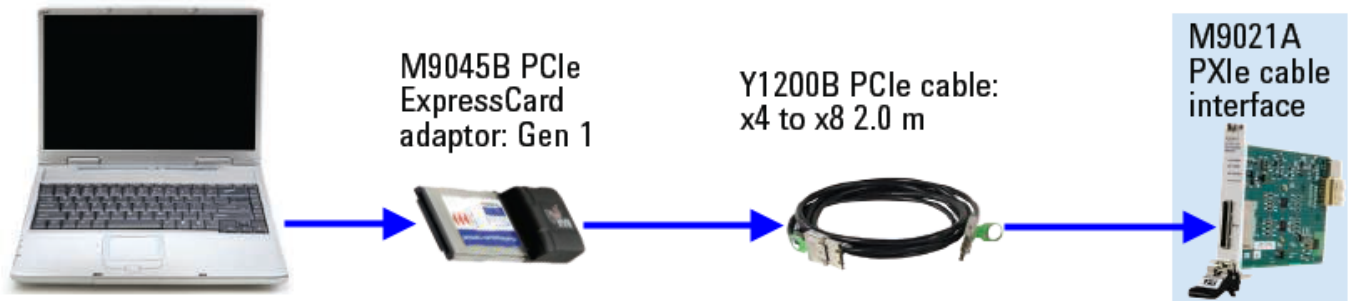 M9045B PCIe
ExpressCard
adaptor: Gen 1
Y1200B PCIe cable:
x4 to x8 2.0 m
M9021A
PXIe cable
interface